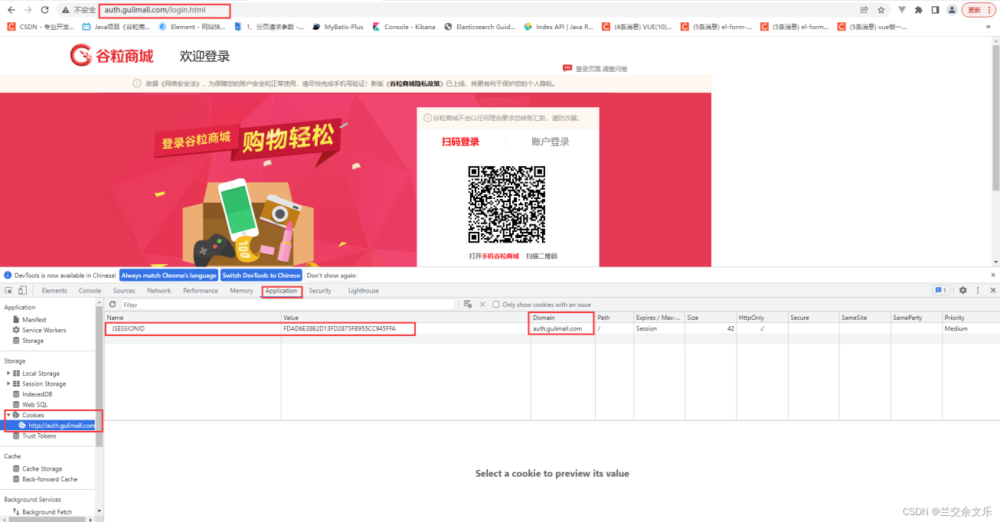 不安全 auth.gulimall.com/login.html 更新
CSDN - 专业开发... Java项目《谷粒商... Element - 网站快... 1、分页请求参数 -... MyBatis-Plus Console - Kibana Elasticsearch Guid... Index API | Java R... (4条消息) VUE(10)... (5条消息) el-form-... (5条消息) el-form... (5条消息) vue做一... »
谷粒商城 欢迎登录
登录页面,调查问卷
依据《网络安全法》，为保障您的账户安全和正常使用，请尽快完成手机号验证！新版《谷粒商城隐私政策》已上线，将更有利于保护您的个人隐私。
登录谷粒商城 购物轻松
100
谷粒商城不会以任何理由要求您转账汇款，谨防诈骗。
扫码登录 账户登录
打开手机谷粒商城 扫描二维码
DevTools is now available in Chinese! Always match Chrome's language Switch DevTools to Chinese Don't show again
Elements Console Sources Network Performance Memory Application Security Lighthouse 1
Application
Manifest
Service Workers
Storage
Storage
Local Storage
Session Storage
IndexedDB
Web SQL
Cookies
http://auth.gulimall.com
Trust Tokens
Cache
Cache Storage
Back-forward Cache
Background Services
Background Fetch
Filter Only show cookies with an issue
Name Value Domain Path Expires / Max-... Size HttpOnly Secure SameSite SameParty Priority
JSESSIONID FDAD6E38B2D13FD2875FB955CC945FFA auth.gulimall.com / Session 42 ✓ Medium
Select a cookie to preview its value
CSDN @兰交余文乐